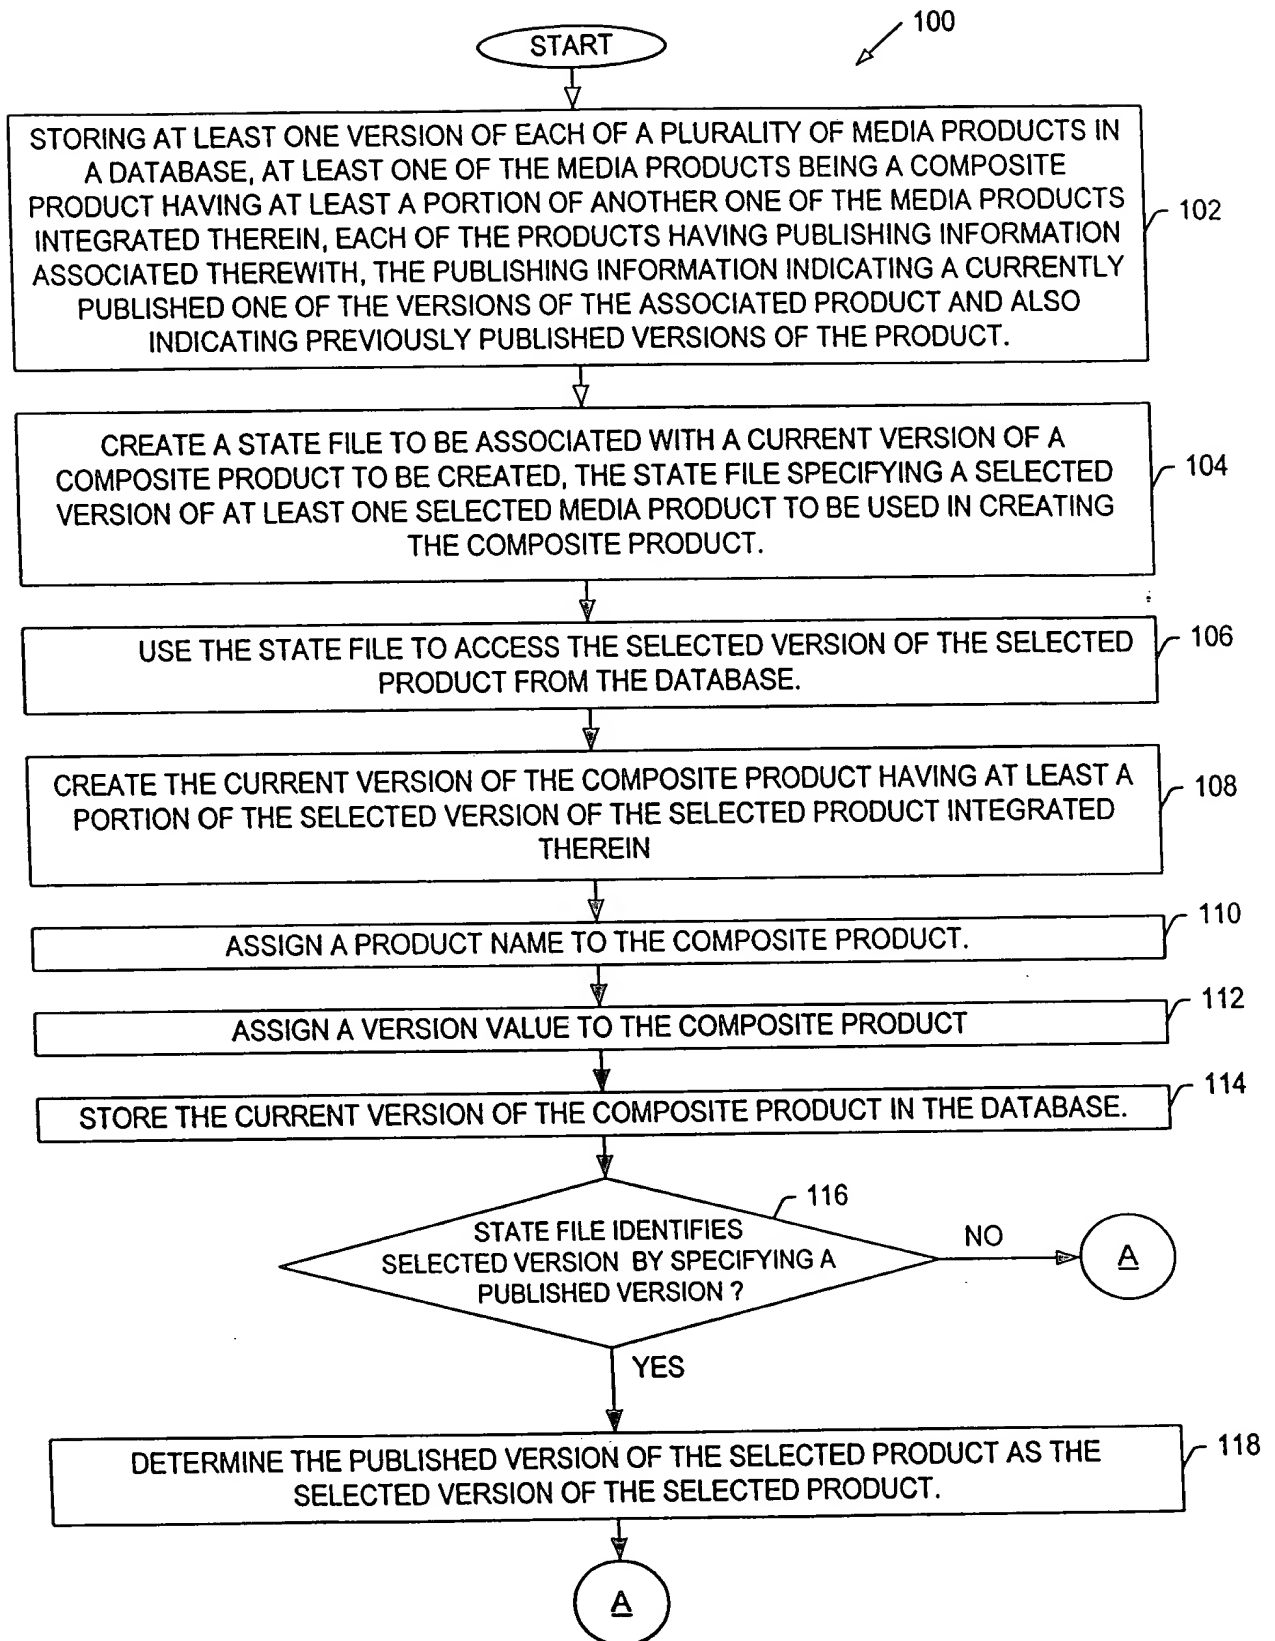 100
START
STORING AT LEAST ONE VERSION OF EACH OF A PLURALITY OF MEDIA PRODUCTS IN
A DATABASE, AT LEAST ONE OF THE MEDIA PRODUCTS BEING A COMPOSITE
PRODUCT HAVING AT LEAST A PORTION OF ANOTHER ONE OF THE MEDIA PRODUCTS
INTEGRATED THEREIN, EACH OF THE PRODUCTS HAVING PUBLISHING INFORMATION
ASSOCIATED THEREWITH, THE PUBLISHING INFORMATION INDICATING A CURRENTLY
PUBLISHED ONE OF THE VERSIONS OF THE ASSOCIATED PRODUCT AND ALSO
INDICATING PREVIOUSLY PUBLISHED VERSIONS OF THE PRODUCT.
102
CREATE A STATE FILE TO BE ASSOCIATED WITH A CURRENT VERSION OF A
COMPOSITE PRODUCT TO BE CREATED, THE STATE FILE SPECIFYING A SELECTED
VERSION OF AT LEAST ONE SELECTED MEDIA PRODUCT TO BE USED IN CREATING
THE COMPOSITE PRODUCT.
104
USE THE STATE FILE TO ACCESS THE SELECTED VERSION OF THE SELECTED
PRODUCT FROM THE DATABASE.
106
CREATE THE CURRENT VERSION OF THE COMPOSITE PRODUCT HAVING AT LEAST A
PORTION OF THE SELECTED VERSION OF THE SELECTED PRODUCT INTEGRATED
THEREIN
108
ASSIGN A PRODUCT NAME TO THE COMPOSITE PRODUCT.
110
ASSIGN A VERSION VALUE TO THE COMPOSITE PRODUCT
112
STORE THE CURRENT VERSION OF THE COMPOSITE PRODUCT IN THE DATABASE.
114
STATE FILE IDENTIFIES
SELECTED VERSION BY SPECIFYING A
PUBLISHED VERSION ?
116
NO
A
YES
DETERMINE THE PUBLISHED VERSION OF THE SELECTED PRODUCT AS THE
SELECTED VERSION OF THE SELECTED PRODUCT.
118
A